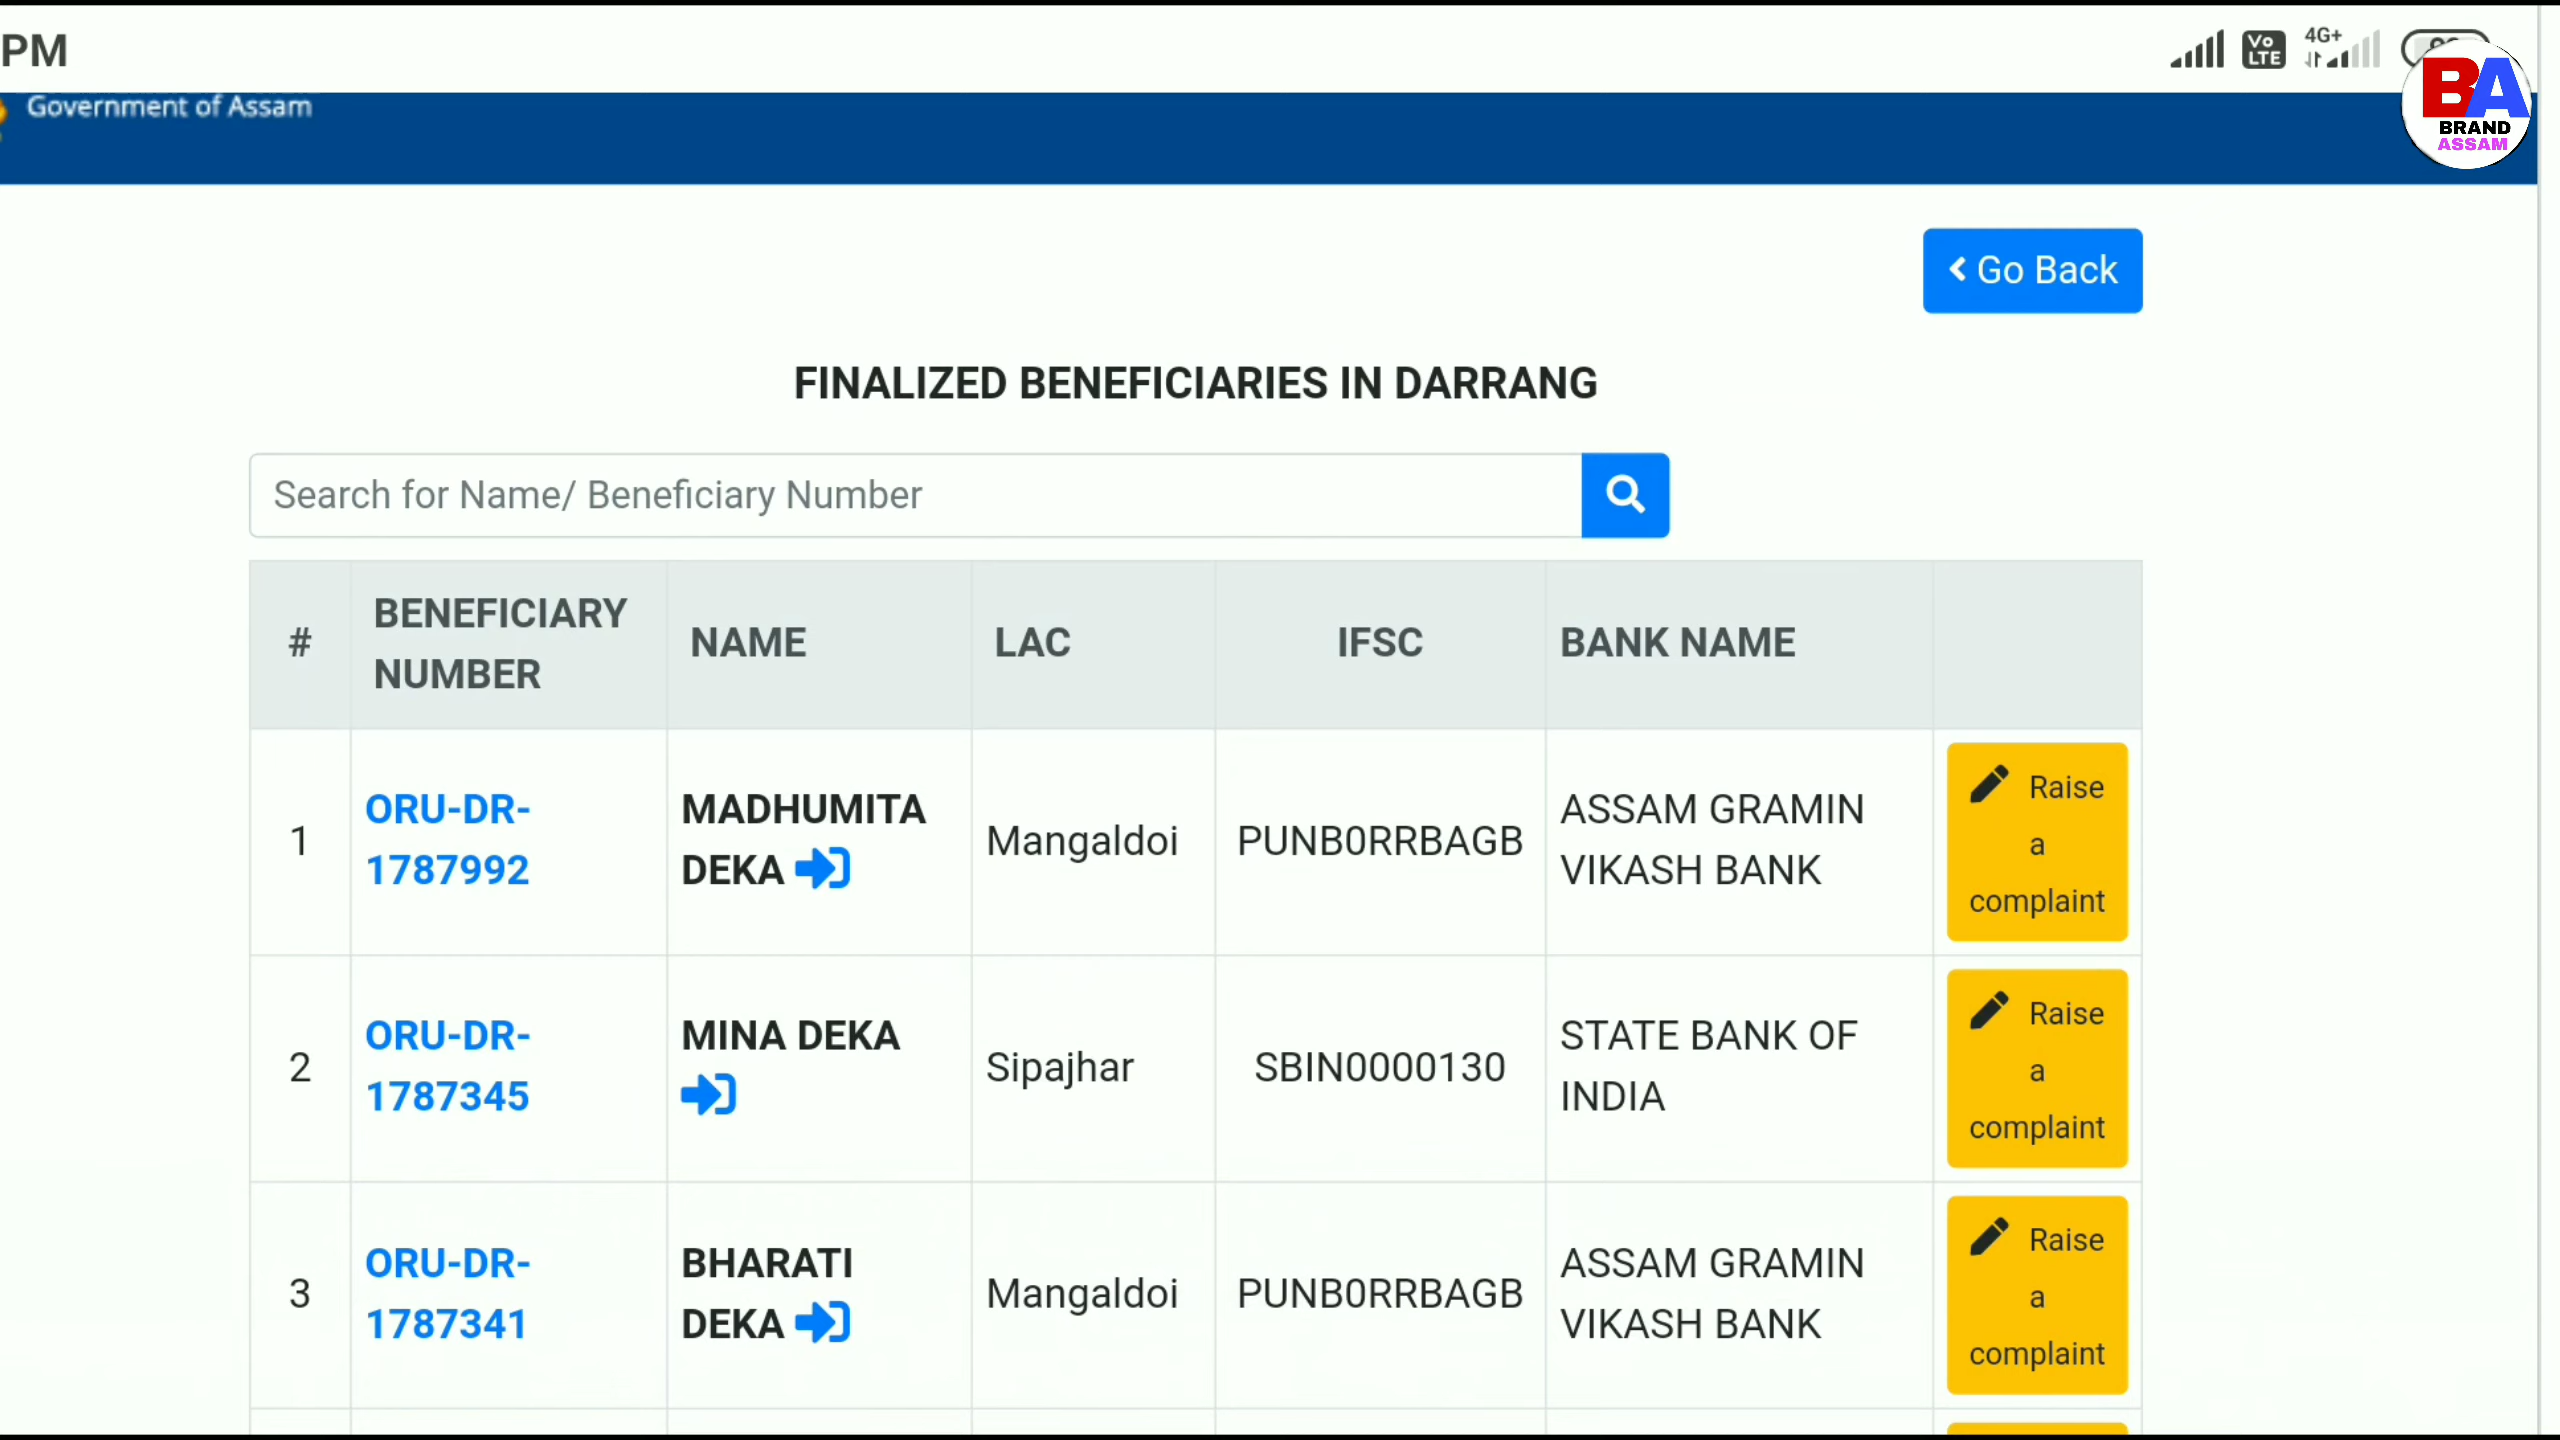 PM
Vo LTE 4G+
BA
BRAND
ASSAM
Government of Assam
Go Back
FINALIZED BENEFICIARIES IN DARRANG
Search for Name/ Beneficiary Number
# BENEFICIARY NUMBER NAME LAC IFSC BANK NAME
1 ORU-DR-1787992 MADHUMITA DEKA Mangaldoi PUNB0RRBAGB ASSAM GRAMIN VIKASH BANK Raise a complaint
2 ORU-DR-1787345 MINA DEKA Sipajhar SBIN0000130 STATE BANK OF INDIA Raise a complaint
3 ORU-DR-1787341 BHARATI DEKA Mangaldoi PUNB0RRBAGB ASSAM GRAMIN VIKASH BANK Raise a complaint